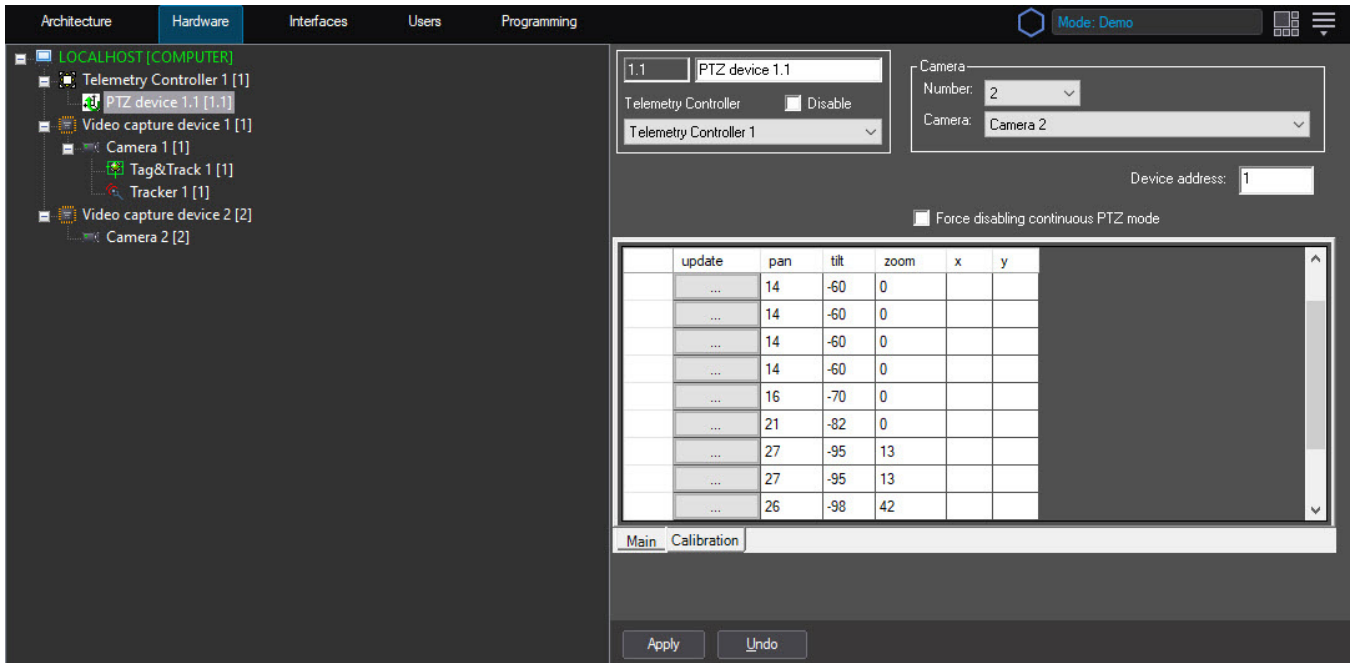 Architecture Hardware Interfaces Users Programming Mode: Demo
LOCALHOST [COMPUTER]
Telemetry Controller 1 [1]
PTZ device 1.1 [1.1]
Video capture device 1 [1]
Camera 1 [1]
Tag&Track 1 [1]
Tracker 1 [1]
Video capture device 2 [2]
Camera 2 [2]
1.1 PTZ device 1.1
Telemetry Controller Disable
Telemetry Controller 1
Camera
Number: 2
Camera: Camera 2
Device address: 1
Force disabling continuous PTZ mode
update pan tilt zoom x y
... 14 -60 0
... 14 -60 0
... 14 -60 0
... 14 -60 0
... 16 -70 0
... 21 -82 0
... 27 -95 13
... 27 -95 13
... 26 -98 42
Main Calibration
Apply Undo